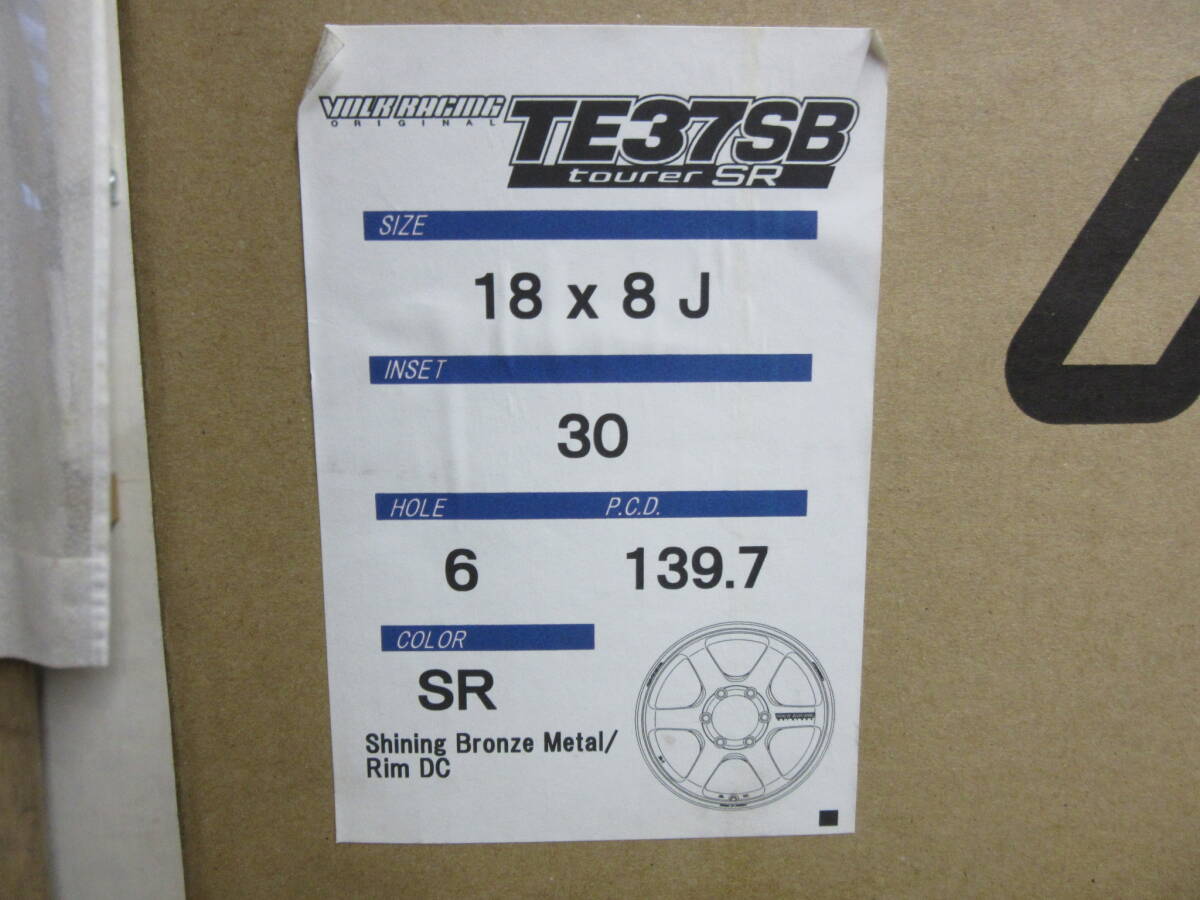 VOLK RACING
ORIGINAL
TE37SB
tourer SR
SIZE
18 x 8 J
INSET
30
HOLE P.C.D.
6 139.7
COLOR
SR
Shining Bronze Metal/
Rim DC